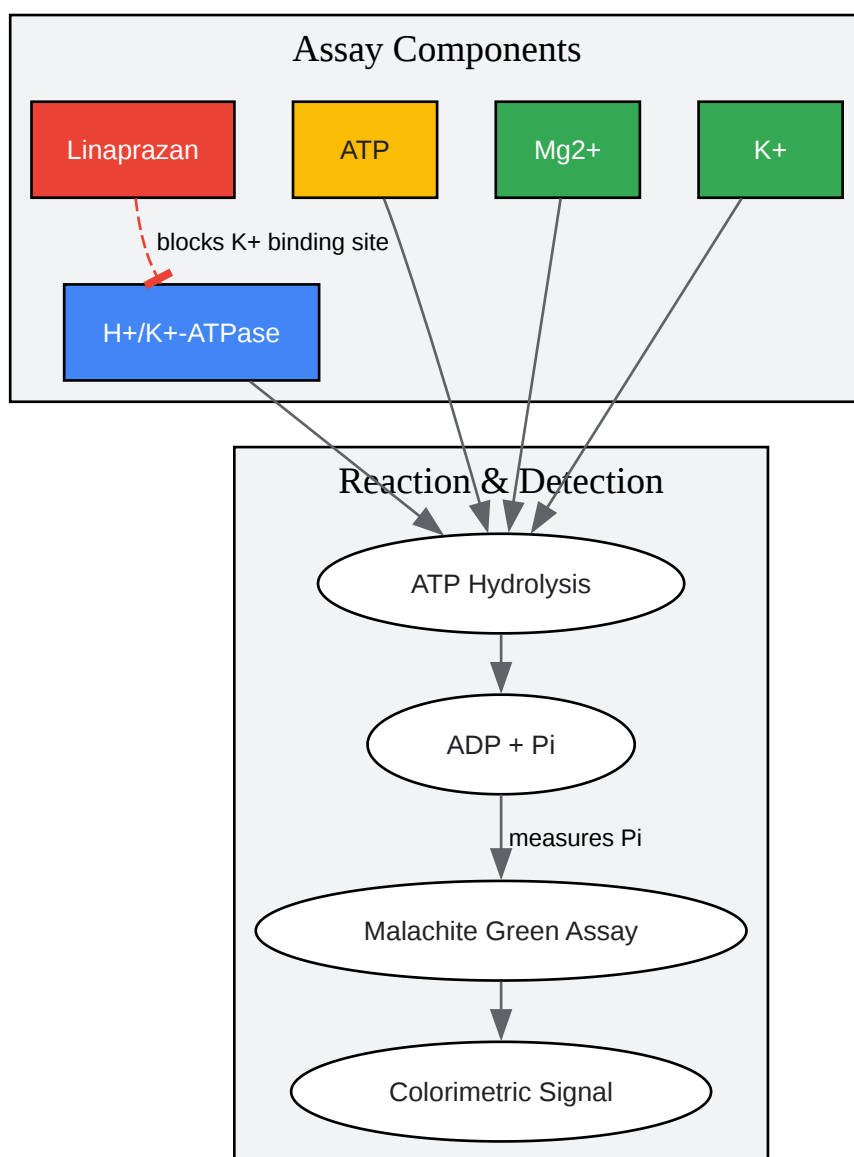 Assay Components
Linaprazan
ATP
Mg2+
K+
blocks K+ binding site
H+/K+-ATPase
Reaction & Detection
ATP Hydrolysis
ADP + Pi
measures Pi
Malachite Green Assay
Colorimetric Signal